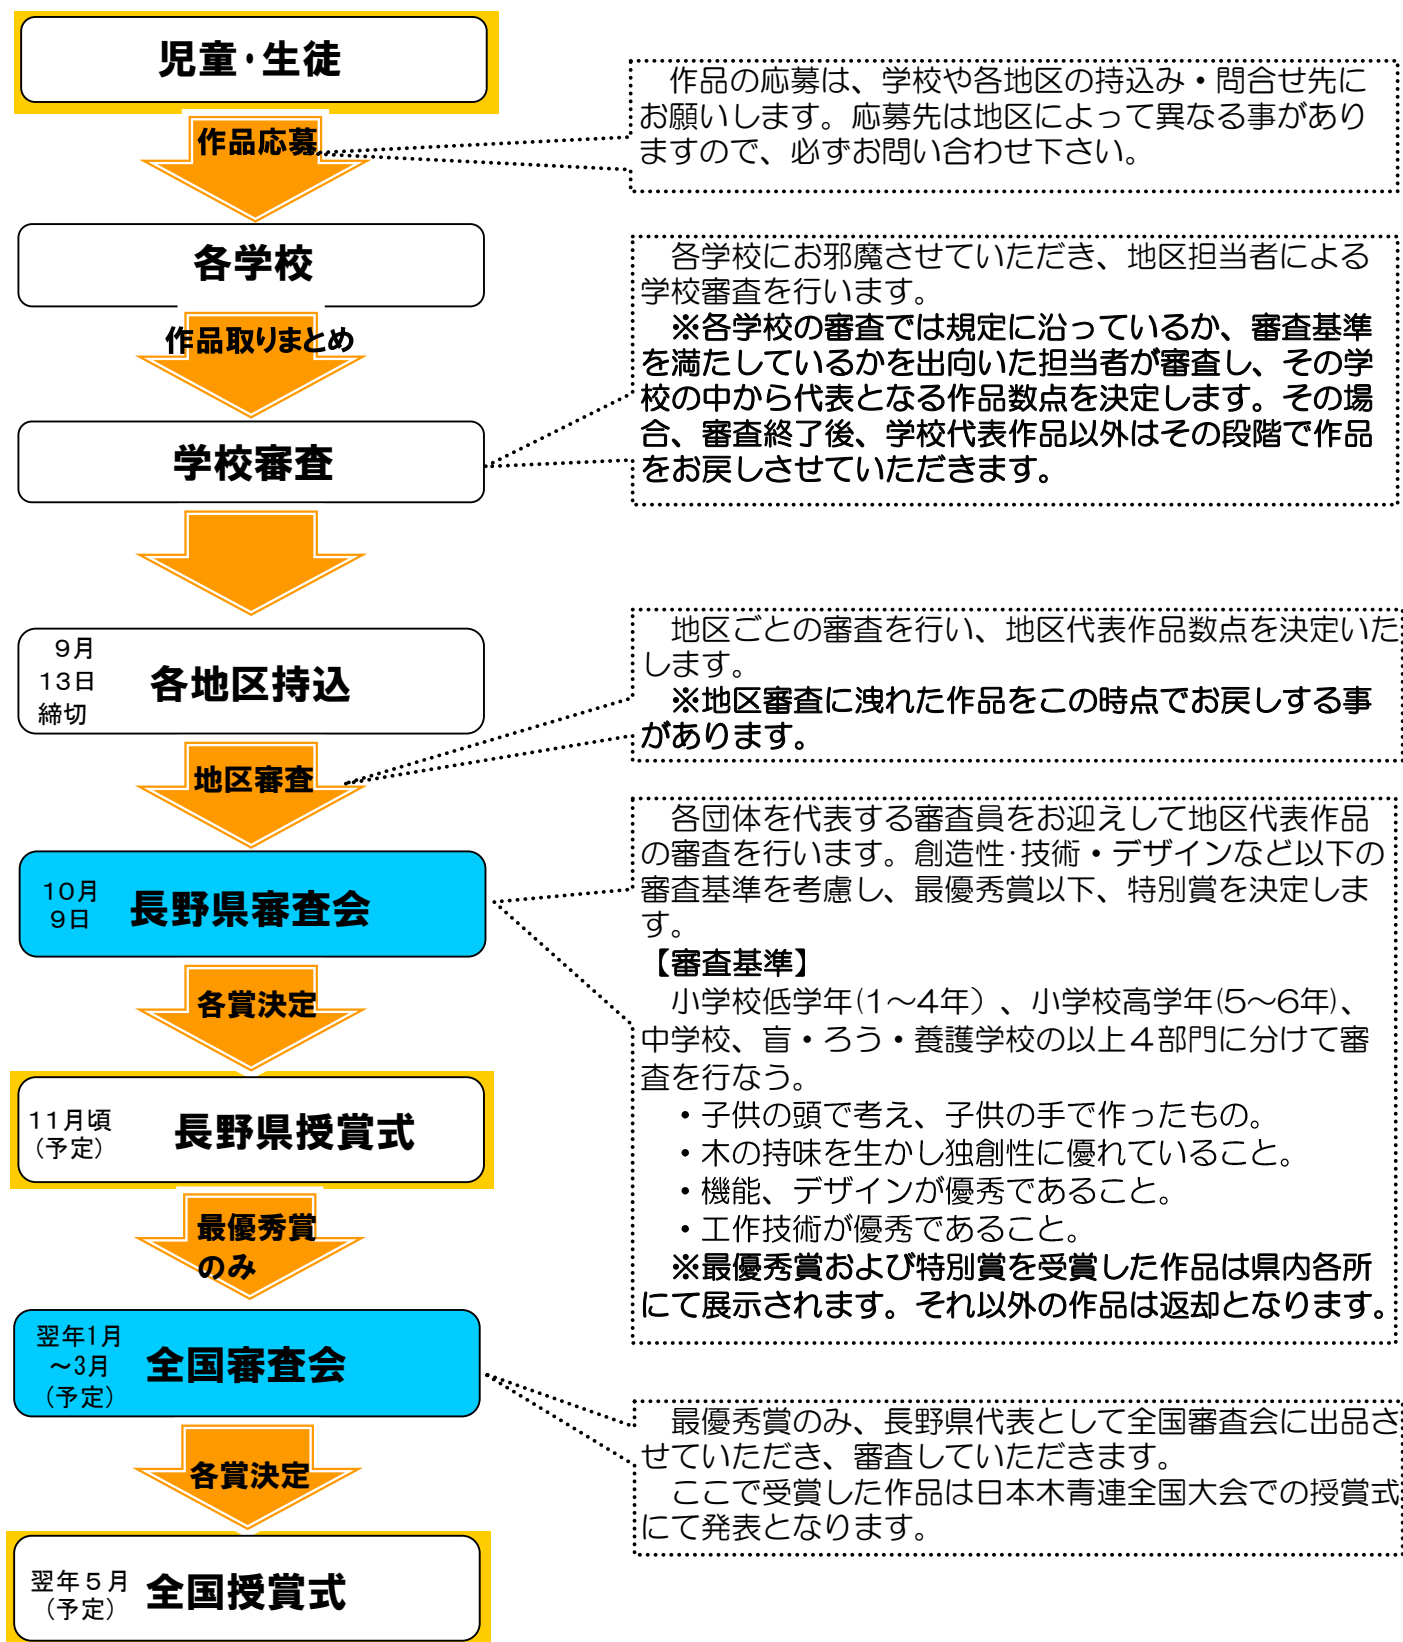 児童・生徒
作品応募
作品の応募は、学校や各地区の持込み・問合せ先に
お願いします。応募先は地区によって異なる事があり
ますので、必ずお問い合わせ下さい。
各学校
作品取りまとめ
学校審査
各学校にお邪魔させていただき、地区担当者による
学校審査を行います。
※各学校の審査では規定に沿っているか、審査基準
を満たしているかを出向いた担当者が審査し、その学
校の中から代表となる作品数点を決定します。その場
合、審査終了後、学校代表作品以外はその段階で作品
をお戻しさせていただきます。
9月
13日
締切
各地区持込
地区審査
地区ごとの審査を行い、地区代表作品数点を決定いた
します。
※地区審査に洩れた作品をこの時点でお戻しする事
があります。
10月
9日
長野県審査会
各賞決定
各団体を代表する審査員をお迎えして地区代表作品
の審査を行います。創造性・技術・デザインなど以下の
審査基準を考慮し、最優秀賞以下、特別賞を決定しま
す。
【審査基準】
小学校低学年(1～4年）、小学校高学年(5～6年)、
中学校、盲・ろう・養護学校の以上４部門に分けて審
査を行なう。
・子供の頭で考え、子供の手で作ったもの。
・木の持味を生かし独創性に優れていること。
・機能、デザインが優秀であること。
・工作技術が優秀であること。
※最優秀賞および特別賞を受賞した作品は県内各所
にて展示されます。それ以外の作品は返却となります。
11月頃
(予定)
長野県授賞式
最優秀賞
のみ
翌年1月
～3月
(予定)
全国審査会
各賞決定
最優秀賞のみ、長野県代表として全国審査会に出品さ
せていただき、審査していただきます。
ここで受賞した作品は日本木青連全国大会での授賞式
にて発表となります。
翌年５月
(予定)
全国授賞式